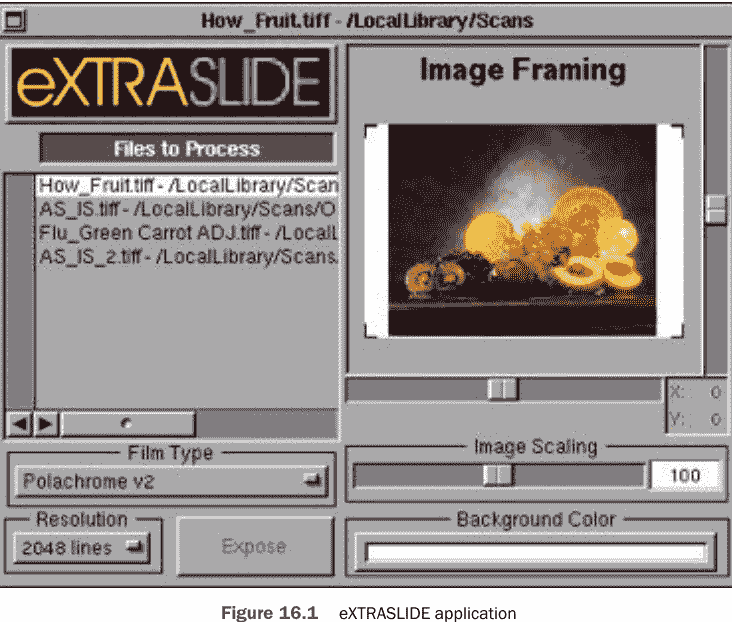 How_Fruit.tiff - /LocalLibrary/Scans
eXTRASLIDE
Files to Process
How_Fruit.tiff - /LocalLibrary/Scan
AS_IS.tiff - /LocalLibrary/Scans/O
Flu_Green Carrot ADJ.tiff - /LocalL
AS_IS_2.tiff - /LocalLibrary/Scans.
Film Type
Polachrome v2
Resolution
2048 lines
Expose
Image Framing
X: 0
Y: 0
Image Scaling
100
Background Color
Figure 16.1 eXTRASLIDE application